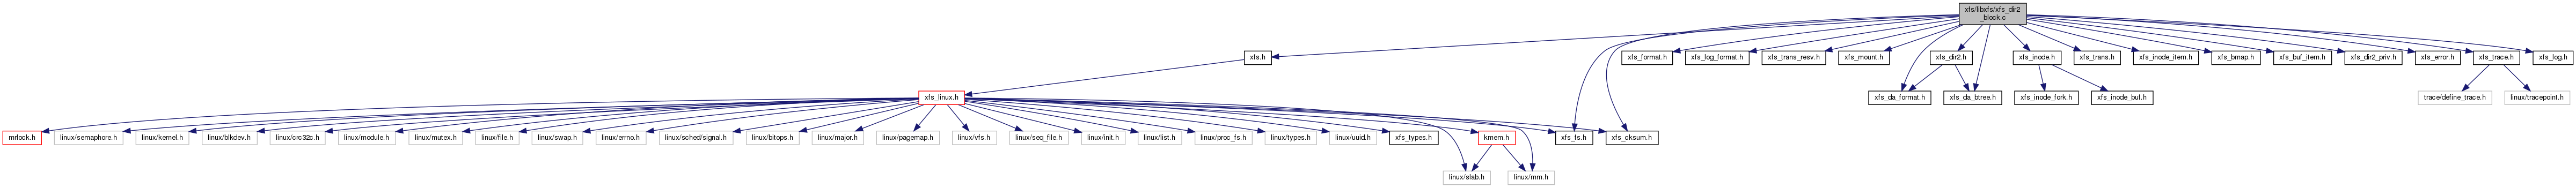 xfs/libxfs/xfs_dir2
_block.c
xfs.h
xfs_format.h
xfs_log_format.h
xfs_trans_resv.h
xfs_mount.h
xfs_dir2.h
xfs_inode.h
xfs_trans.h
xfs_inode_item.h
xfs_bmap.h
xfs_buf_item.h
xfs_dir2_priv.h
xfs_error.h
xfs_trace.h
xfs_log.h
xfs_linux.h
xfs_da_format.h
xfs_da_btree.h
xfs_inode_fork.h
xfs_inode_buf.h
trace/define_trace.h
linux/tracepoint.h
mrlock.h
linux/semaphore.h
linux/kernel.h
linux/blkdev.h
linux/crc32c.h
linux/module.h
linux/mutex.h
linux/file.h
linux/swap.h
linux/errno.h
linux/sched/signal.h
linux/bitops.h
linux/major.h
linux/pagemap.h
linux/vfs.h
linux/seq_file.h
linux/init.h
linux/list.h
linux/proc_fs.h
linux/types.h
linux/uuid.h
xfs_types.h
kmem.h
xfs_fs.h
xfs_cksum.h
linux/slab.h
linux/mm.h